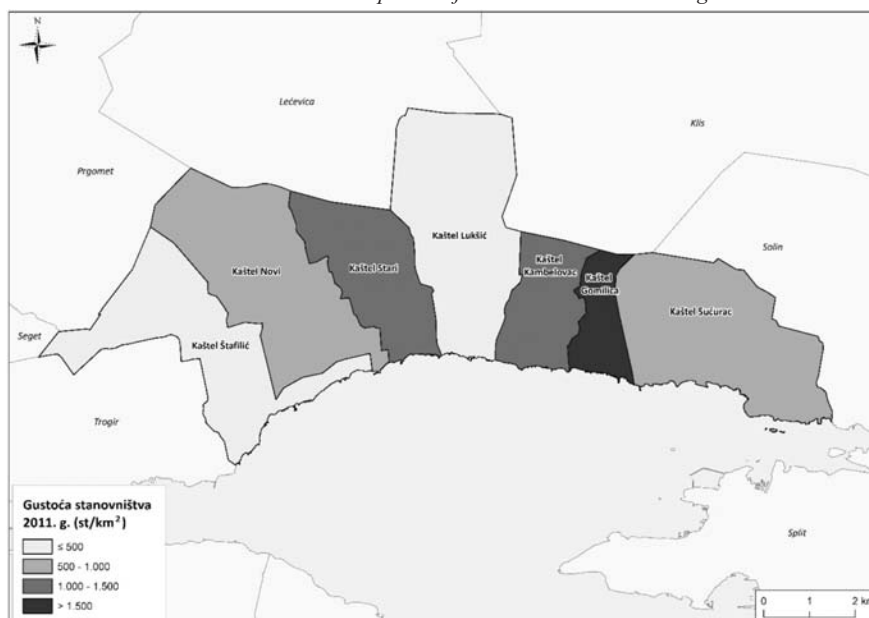 N
Lećevica
Klis
Prgomet
Solin
Kaštel Lukšić
Kaštel
Kambelovac
Kaštel Novi
Kaštel Stari
Kaštel
Gomilica
Kaštel Sućurac
Seget
Kaštel Štafilić
Trogir
Split
Gustoća stanovništva
2011. g. (st/km²)
≤ 500
500 - 1.000
1.000 - 1.500
> 1.500
0 1 2 km